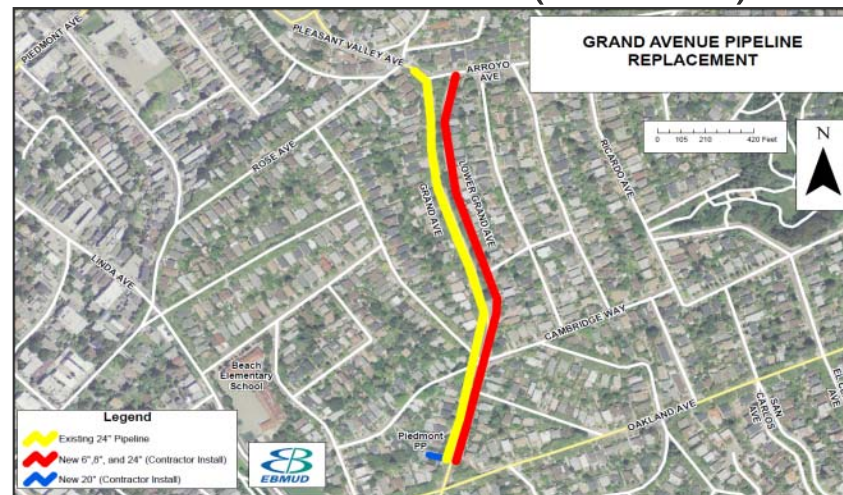 GRAND AVENUE PIPELINE
REPLACEMENT
PIEDMONT AVE
PLEASANT VALLEY AVE
ARROYO
AVE
0 105 210 420 Feet
N
ROSE AVE
RICARDO AVE
GRAND AVE
LOWER GRAND AVE
LINDA AVE
CAMBRIDGE WAY
Beach
Elementary
School
OAKLAND AVE
SAN
CARLOS
AVE
Piedmont
PP
Legend
Existing 24" Pipeline
New 6",8", and 24" (Contractor Install)
New 20" (Contractor Install)
EBMUD